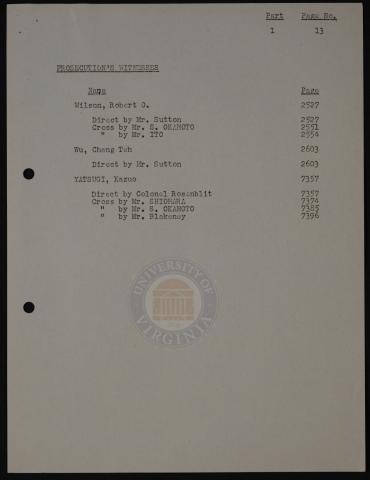 Part Page No.
1 13
PROSECUTION'S WITNESSES
Name Page
Wilson, Robert O. 2527
Direct by Mr. Sutton 2527
Cross by Mr. S. OKAMOTO 2551
" by Mr. ITO 2554
Wu, Chang Teh 2603
Direct by Mr. Sutton 2603
YATSUGI, Kazuo 7357
Direct by Colonel Rosenblit 7357
Cross by Mr. SHIOHARA 7374
" by Mr. S. OKAMOTO 7385
" by Mr. Blakeney 7396
UNIVERSITY OF
VIRGINIA